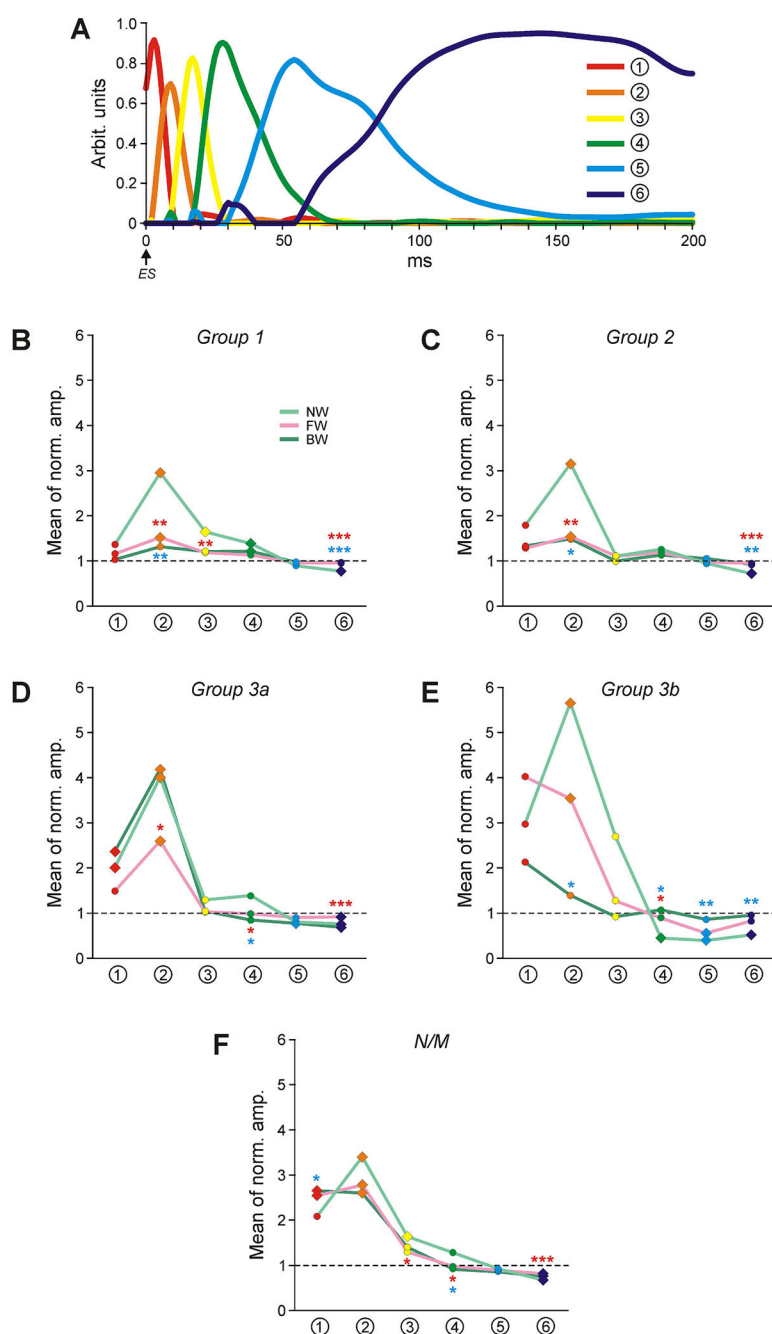 A
Arbit. units
1.0
0.8
0.6
0.4
0.2
0
0 50 100 150 200
ES
ms
① 
②
③
④
⑤
⑥
B
Group 1
Mean of norm. amp.
6
5
4
3
2
1
0
NW
FW
BW
** ** ***
** ***
① ② ③ ④ ⑤ ⑥
C
Group 2
Mean of norm. amp.
6
5
4
3
2
1
0
** ***
* **
① ② ③ ④ ⑤ ⑥
D
Group 3a
Mean of norm. amp.
6
5
4
3
2
1
0
* ***
*
*
① ② ③ ④ ⑤ ⑥
E
Group 3b
Mean of norm. amp.
6
5
4
3
2
1
0
* * ** **
*
① ② ③ ④ ⑤ ⑥
F
N/M
Mean of norm. amp.
6
5
4
3
2
1
0
*
* * ***
*
① ② ③ ④ ⑤ ⑥